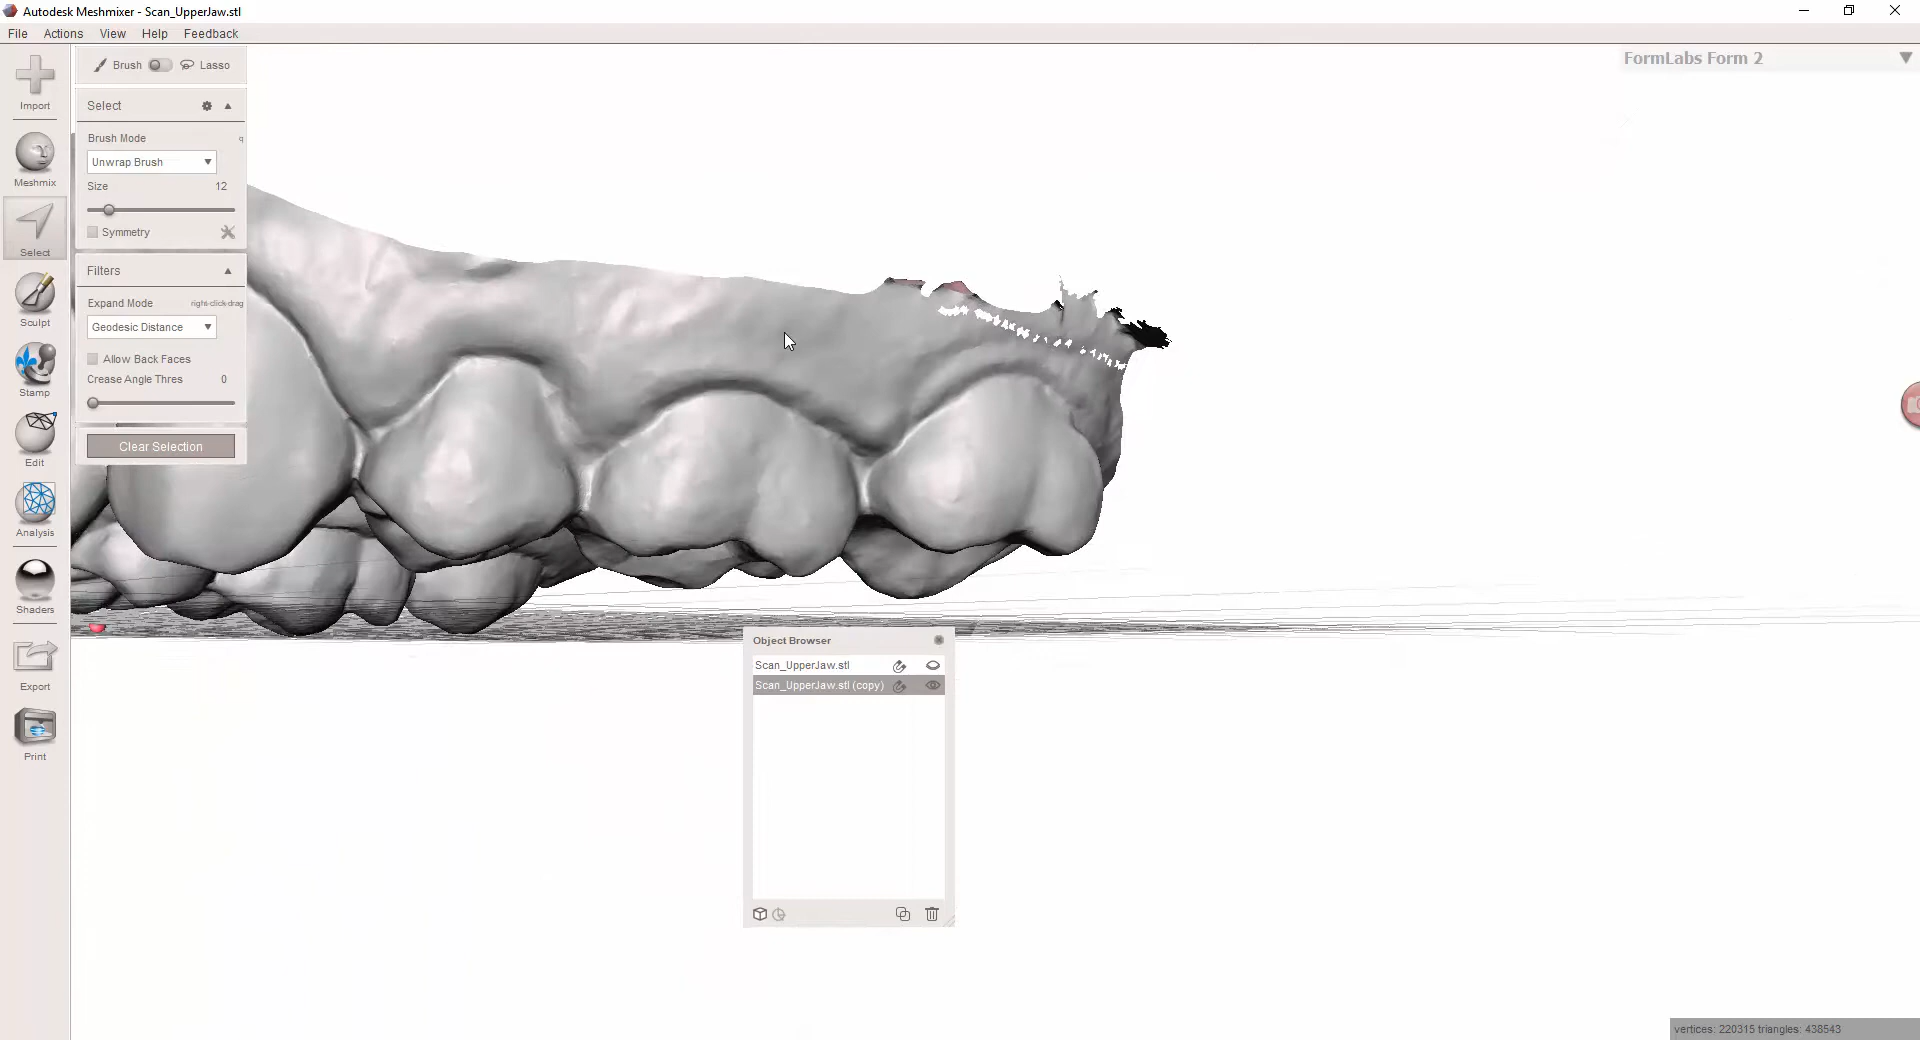 Autodesk Meshmixer - Scan_UpperJaw.stl
File Actions View Help Feedback
FormLabs Form 2
Brush Lasso
Import
Select
Brush Mode q
Unwrap Brush
Size 12
Symmetry
Meshmix
Select
Filters
Expand Mode right-click-drag
Geodesic Distance
Allow Back Faces
Crease Angle Thres 0
Clear Selection
Sculpt
Stamp
Edit
Analysis
Shaders
Export
Print
Object Browser
Scan_UpperJaw.stl
Scan_UpperJaw.stl (copy)
vertices: 220315 triangles: 438543